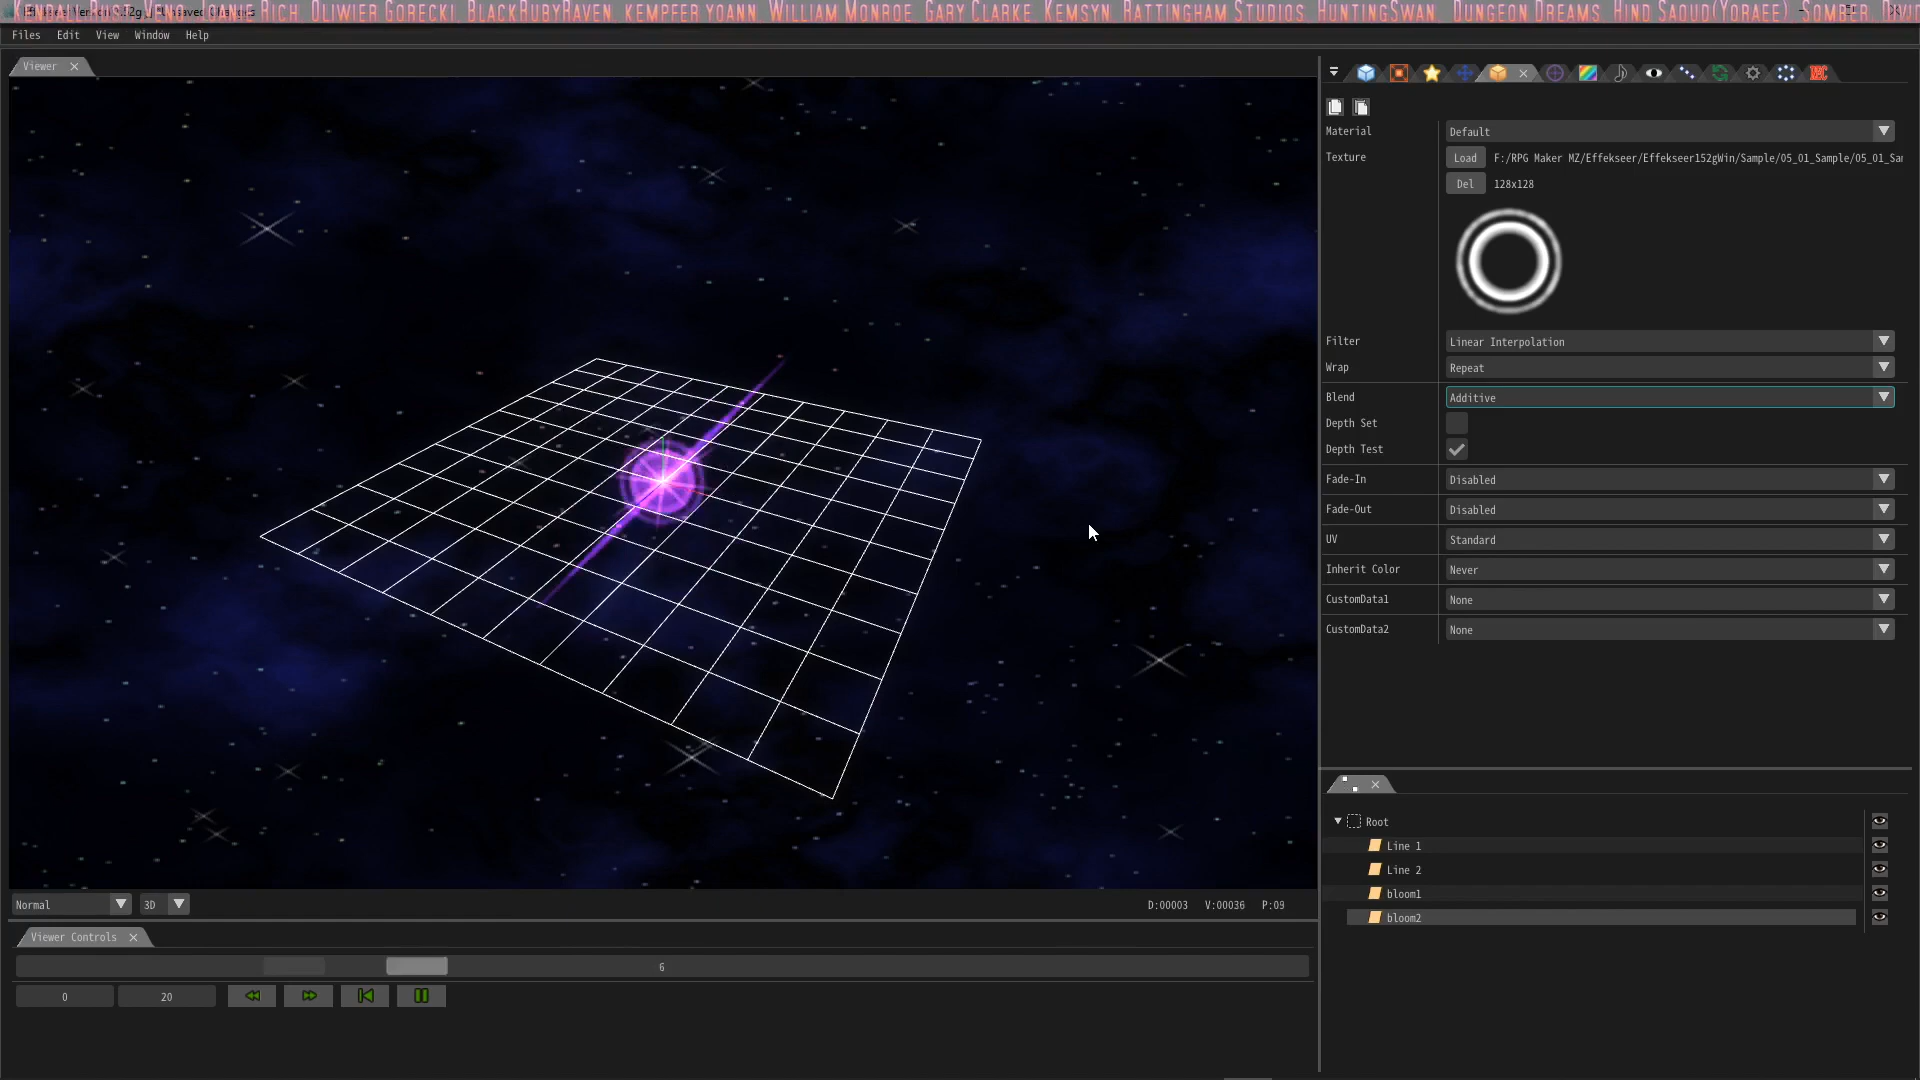 Rich, Oliwier Gorecki, BlackRubyRaven, kempfer yoann, William Monroe, Gary Clarke, Kemsyn, Rattingham Studios, HuntingSwan, Dungeon Dreams, Hind Saoud(Yoraee), Somber,
Files Edit View Window Help
Viewer
Material Default
Texture Load F:/RPG Maker MZ/Effekseer/Effekseer152gWin/Sample/05_01_Sample/05_01_Sa
Del 128x128
Filter Linear Interpolation
Wrap Repeat
Blend Additive
Depth Set
Depth Test
Fade-In Disabled
Fade-Out Disabled
UV Standard
Inherit Color Never
CustomData1 None
CustomData2 None
Root
Line 1
Line 2
bloom1
bloom2
Normal 3D D:00003 V:00036 P:09
Viewer Controls
6
0 20